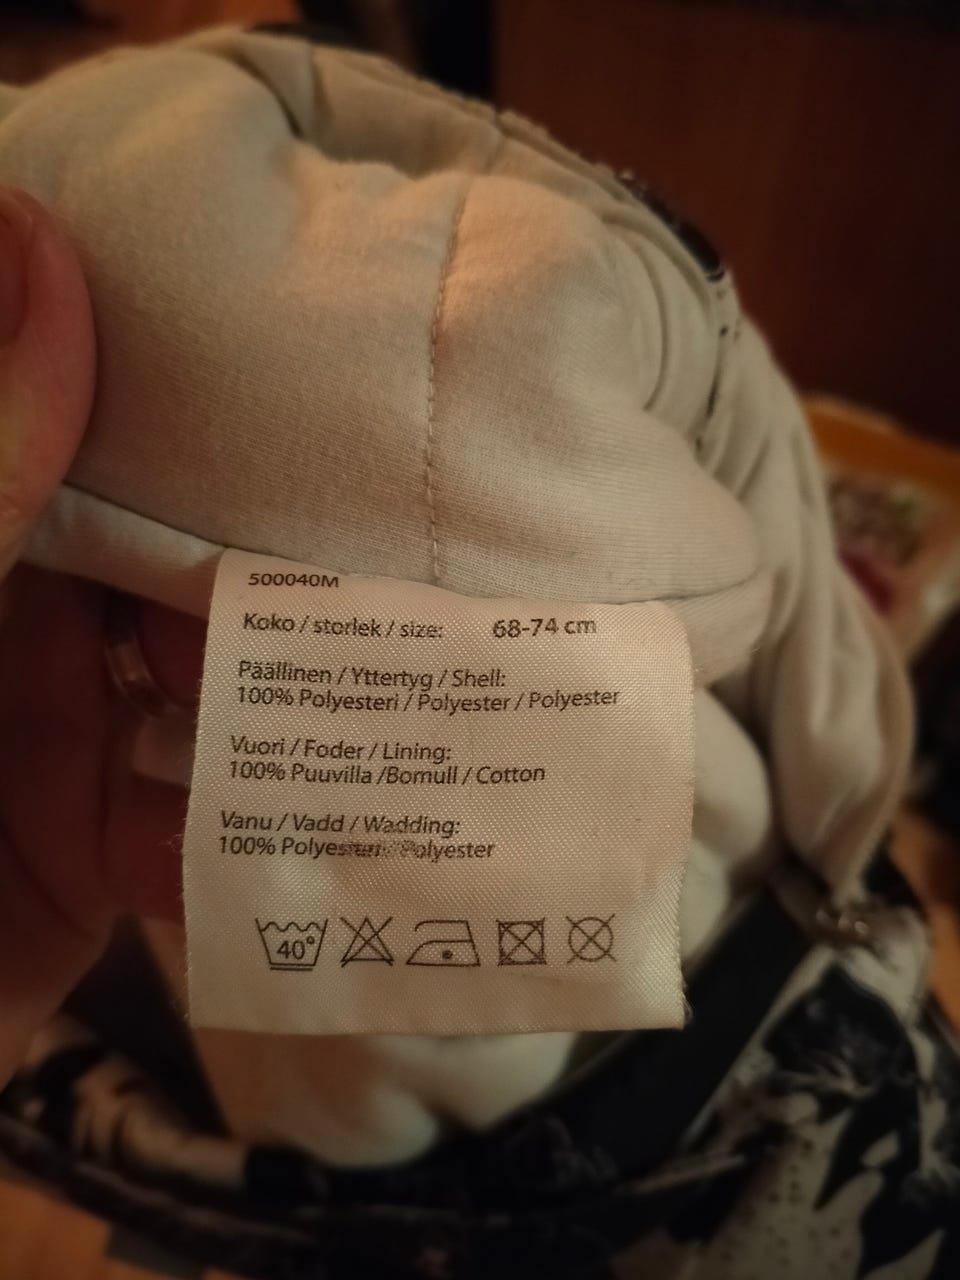 500040M
Koko / storlek / size: 68-74 cm
Päällinen / Yttertyg / Shell:
100% Polyesteri / Polyester / Polyester
Vuori / Foder / Lining:
100% Puuvilla /Bomull / Cotton
Vanu / Vadd / Wadding:
100% Polyesteri / Polyester
40°